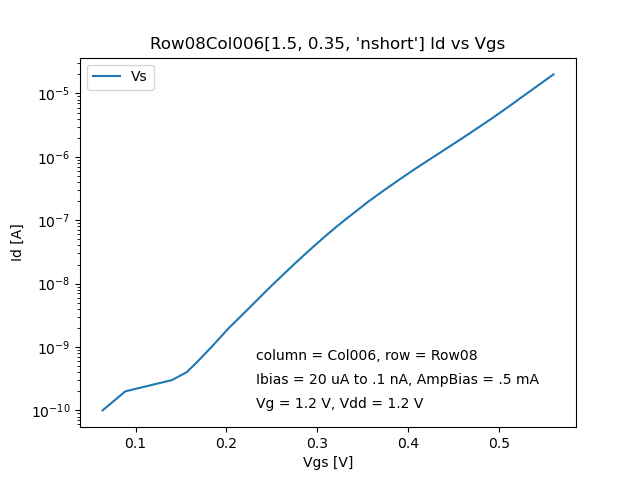 Row08Col006[1.5, 0.35, 'nshort'] Id vs Vgs
Vs
10⁻⁵
10⁻⁶
10⁻⁷
10⁻⁸
10⁻⁹
10⁻¹⁰
Id [A]
column = Col006, row = Row08
Ibias = 20 uA to .1 nA, AmpBias = .5 mA
Vg = 1.2 V, Vdd = 1.2 V
0.1 0.2 0.3 0.4 0.5
Vgs [V]